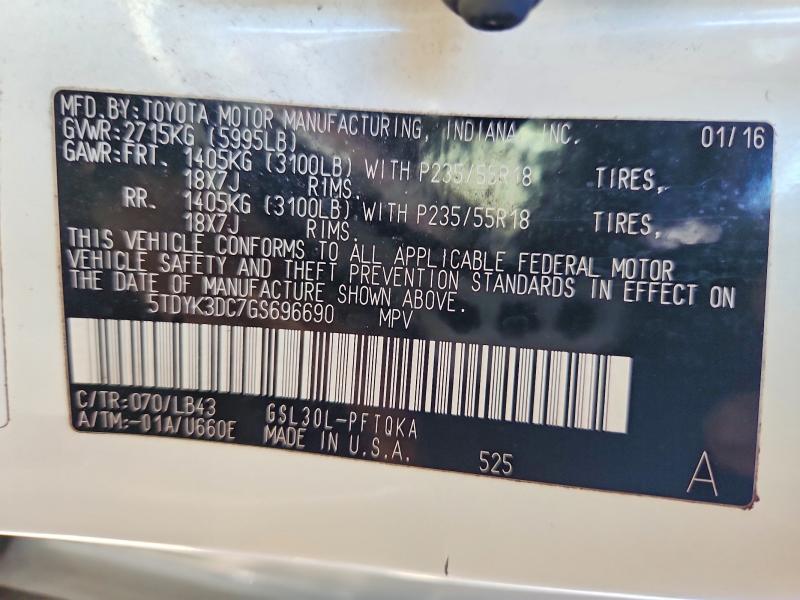 MFD. BY: TOYOTA MOTOR MANUFACTURING, INDIANA, INC. 01/16
GVWR: 2715KG (5995LB)
GAWR: FRT. 1405KG (3100LB) WITH P235/55R18 TIRES,
18X7J RIMS.
RR. 1405KG (3100LB) WITH P235/55R18 TIRES,
18X7J RIMS.
THIS VEHICLE CONFORMS TO ALL APPLICABLE FEDERAL MOTOR
VEHICLE SAFETY AND THEFT PREVENTION STANDARDS IN EFFECT ON
THE DATE OF MANUFACTURE SHOWN ABOVE.
5TDYK3DC7GS696690 MPV
C/TR: 070/LB43 GSL30L-PFTQKA
A/TM: -01A/U660E MADE IN U.S.A.
525 A